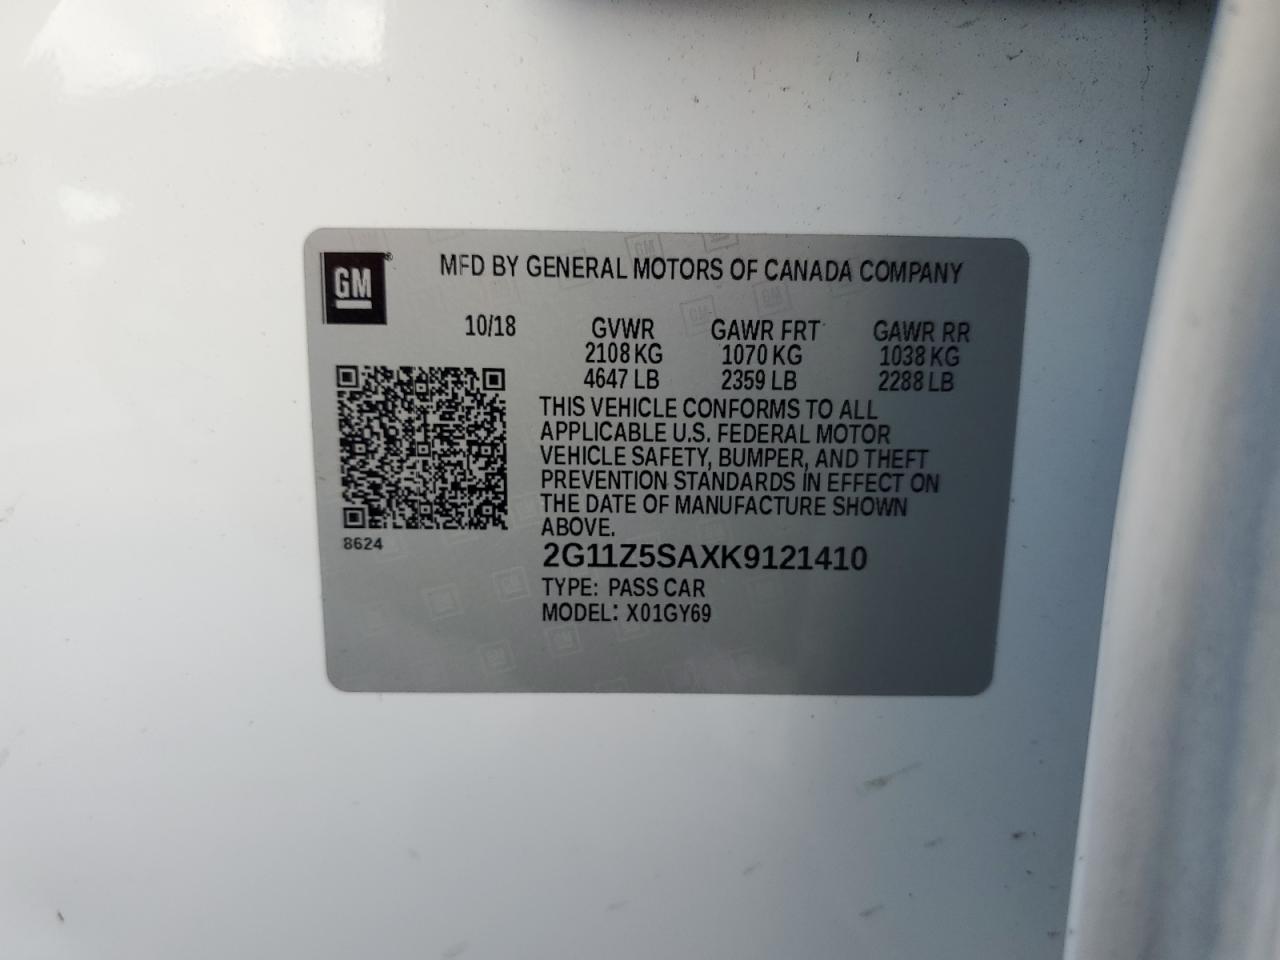 GM®
MFD BY GENERAL MOTORS OF CANADA COMPANY
10/18 GVWR GAWR FRT GAWR RR
2108 KG 1070 KG 1038 KG
4647 LB 2359 LB 2288 LB
THIS VEHICLE CONFORMS TO ALL
APPLICABLE U.S. FEDERAL MOTOR
VEHICLE SAFETY, BUMPER, AND THEFT
PREVENTION STANDARDS IN EFFECT ON
THE DATE OF MANUFACTURE SHOWN
ABOVE.
8624
2G11Z5SAXK9121410
TYPE: PASS CAR
MODEL: X01GY69